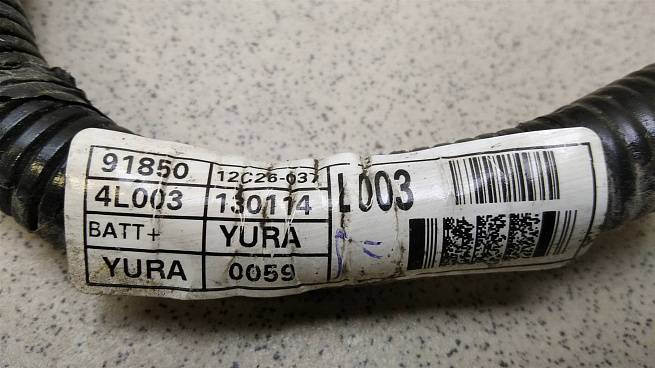 91850 12C26-037
4L003 130114 L003
BATT+ YURA
YURA 0059